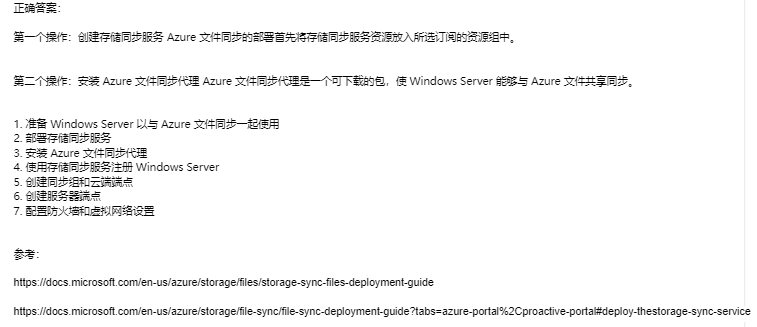 正确答案:
第一个操作：创建存储同步服务 Azure 文件同步的部署首先将存储同步服务资源放入所选订阅的资源组中。
第二个操作：安装 Azure 文件同步代理 Azure 文件同步代理是一个可下载的包，使 Windows Server 能够与 Azure 文件共享同步。
1. 准备 Windows Server 以与 Azure 文件同步一起使用
2. 部署存储同步服务
3. 安装 Azure 文件同步代理
4. 使用存储同步服务注册 Windows Server
5. 创建同步组和云端端点
6. 创建服务器端点
7. 配置防火墙和虚拟网络设置
参考：
https://docs.microsoft.com/en-us/azure/storage/files/storage-sync-files-deployment-guide
https://docs.microsoft.com/en-us/azure/storage/file-sync/file-sync-deployment-guide?tabs=azure-portal%2Cproactive-portal#deploy-thestorage-sync-service